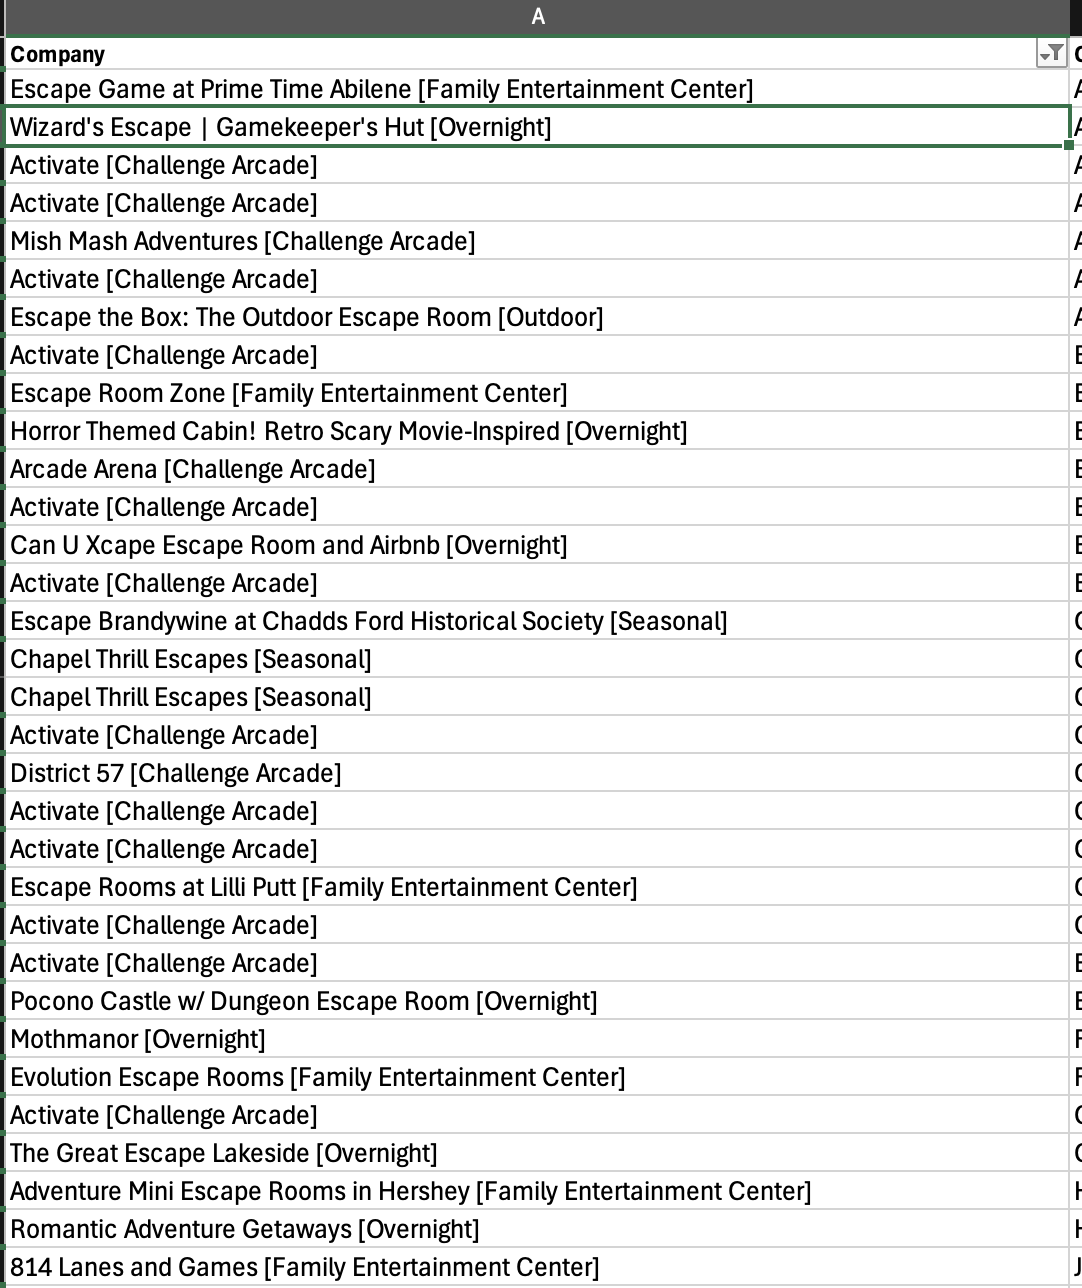 A
Company
Escape Game at Prime Time Abilene [Family Entertainment Center]
Wizard's Escape | Gamekeeper's Hut [Overnight]
Activate [Challenge Arcade]
Activate [Challenge Arcade]
Mish Mash Adventures [Challenge Arcade]
Activate [Challenge Arcade]
Escape the Box: The Outdoor Escape Room [Outdoor]
Activate [Challenge Arcade]
Escape Room Zone [Family Entertainment Center]
Horror Themed Cabin! Retro Scary Movie-Inspired [Overnight]
Arcade Arena [Challenge Arcade]
Activate [Challenge Arcade]
Can U Xcape Escape Room and Airbnb [Overnight]
Activate [Challenge Arcade]
Escape Brandywine at Chadds Ford Historical Society [Seasonal]
Chapel Thrill Escapes [Seasonal]
Chapel Thrill Escapes [Seasonal]
Activate [Challenge Arcade]
District 57 [Challenge Arcade]
Activate [Challenge Arcade]
Activate [Challenge Arcade]
Escape Rooms at Lilli Putt [Family Entertainment Center]
Activate [Challenge Arcade]
Activate [Challenge Arcade]
Pocono Castle w/ Dungeon Escape Room [Overnight]
Mothmanor [Overnight]
Evolution Escape Rooms [Family Entertainment Center]
Activate [Challenge Arcade]
The Great Escape Lakeside [Overnight]
Adventure Mini Escape Rooms in Hershey [Family Entertainment Center]
Romantic Adventure Getaways [Overnight]
814 Lanes and Games [Family Entertainment Center]